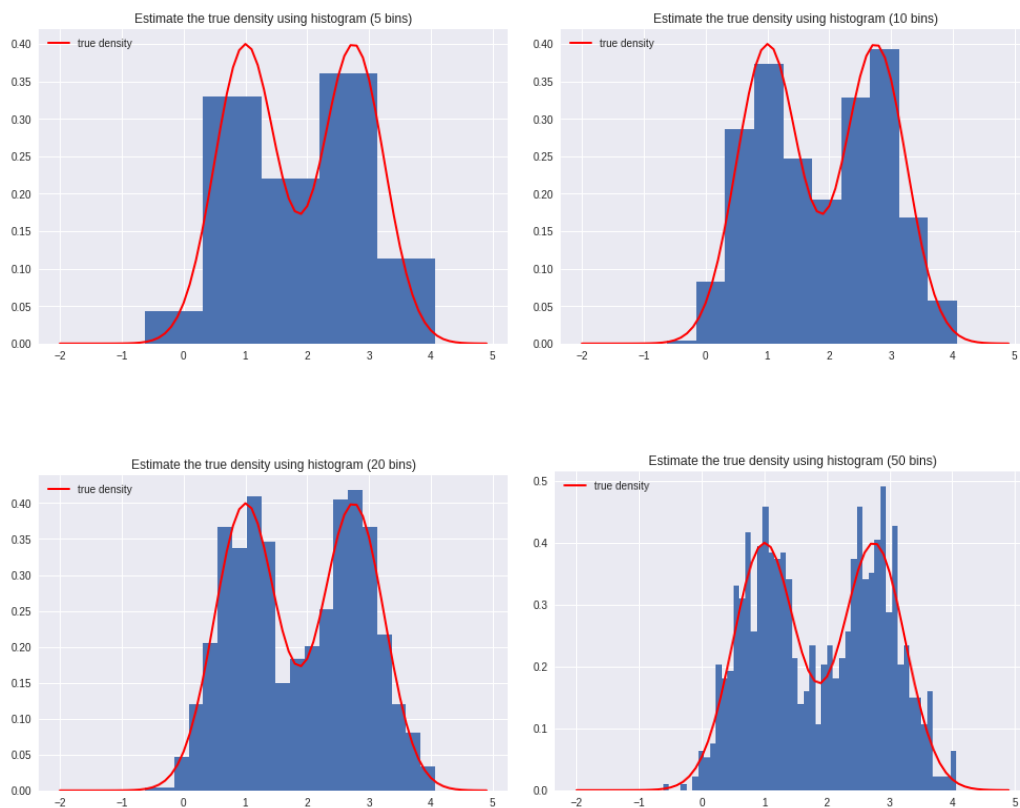 Estimate the true density using histogram (5 bins)
true density
0.40
0.35
0.30
0.25
0.20
0.15
0.10
0.05
0.00
−2 −1 0 1 2 3 4 5
Estimate the true density using histogram (10 bins)
true density
0.40
0.35
0.30
0.25
0.20
0.15
0.10
0.05
0.00
−2 −1 0 1 2 3 4 5
Estimate the true density using histogram (20 bins)
true density
0.40
0.35
0.30
0.25
0.20
0.15
0.10
0.05
0.00
−2 −1 0 1 2 3 4 5
Estimate the true density using histogram (50 bins)
true density
0.5
0.4
0.3
0.2
0.1
0.0
−2 −1 0 1 2 3 4 5